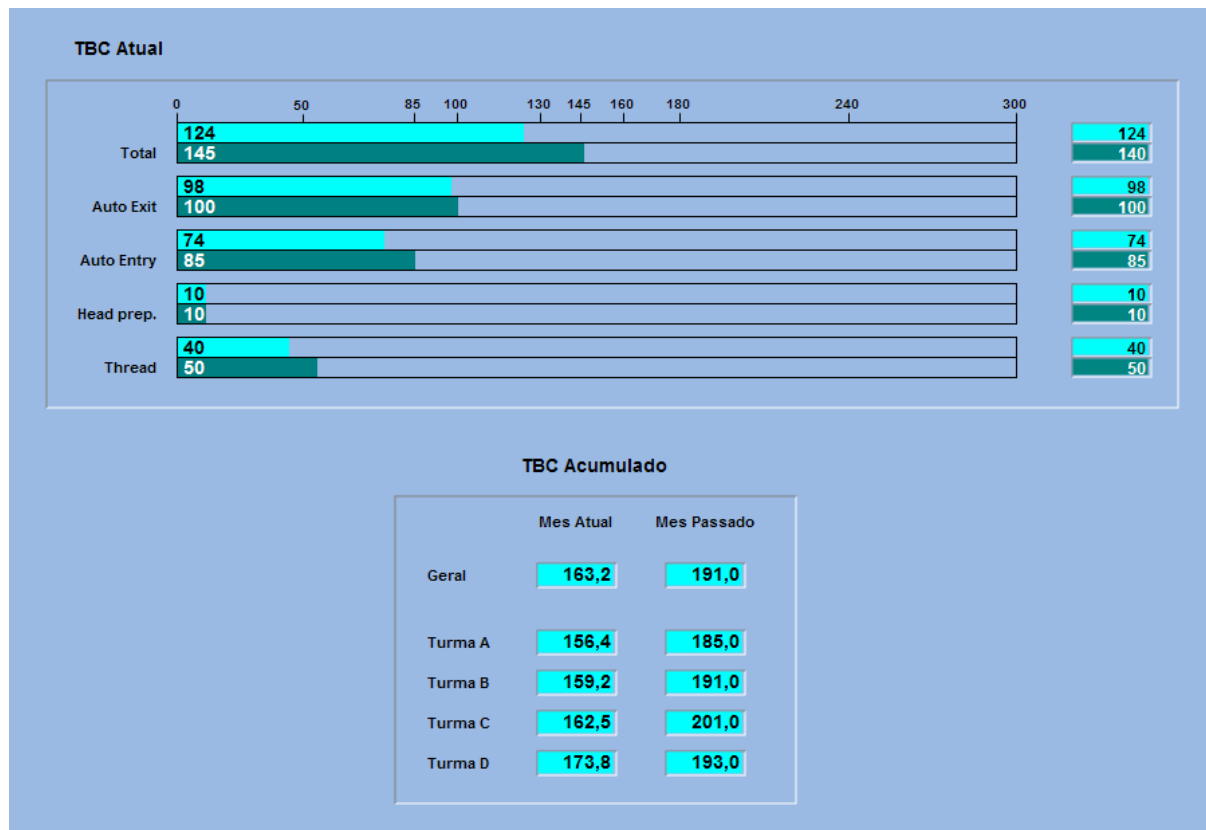 TBC Atual
0 50 85 100 130 145 160 180 240 300
124 124
Total 145 140
98 98
Auto Exit 100 100
74 74
Auto Entry 85 85
10 10
Head prep. 10 10
40 40
Thread 50 50
TBC Acumulado
Mes Atual Mes Passado
Geral 163,2 191,0
Turma A 156,4 185,0
Turma B 159,2 191,0
Turma C 162,5 201,0
Turma D 173,8 193,0